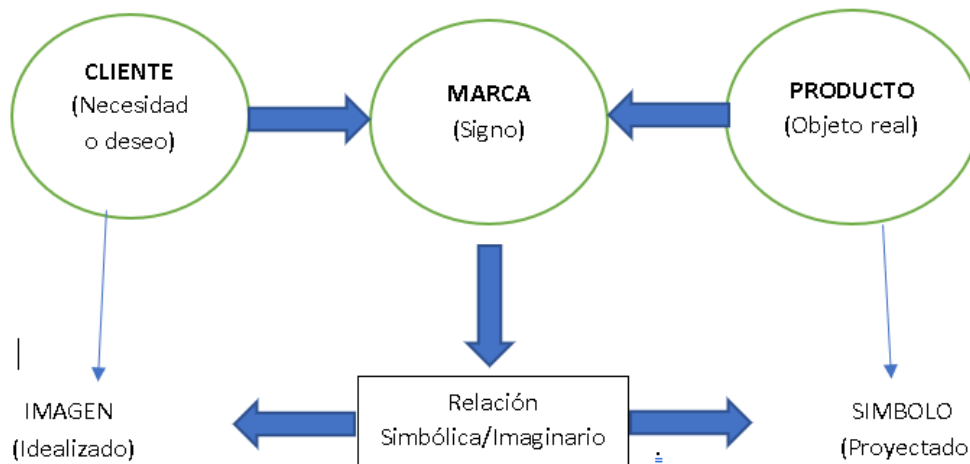 CLIENTE
(Necesidad
o deseo)
MARCA
(Signo)
PRODUCTO
(Objeto real)
IMAGEN
(Idealizado)
Relación
Simbólica/Imaginario
SIMBOLO
(Proyectado